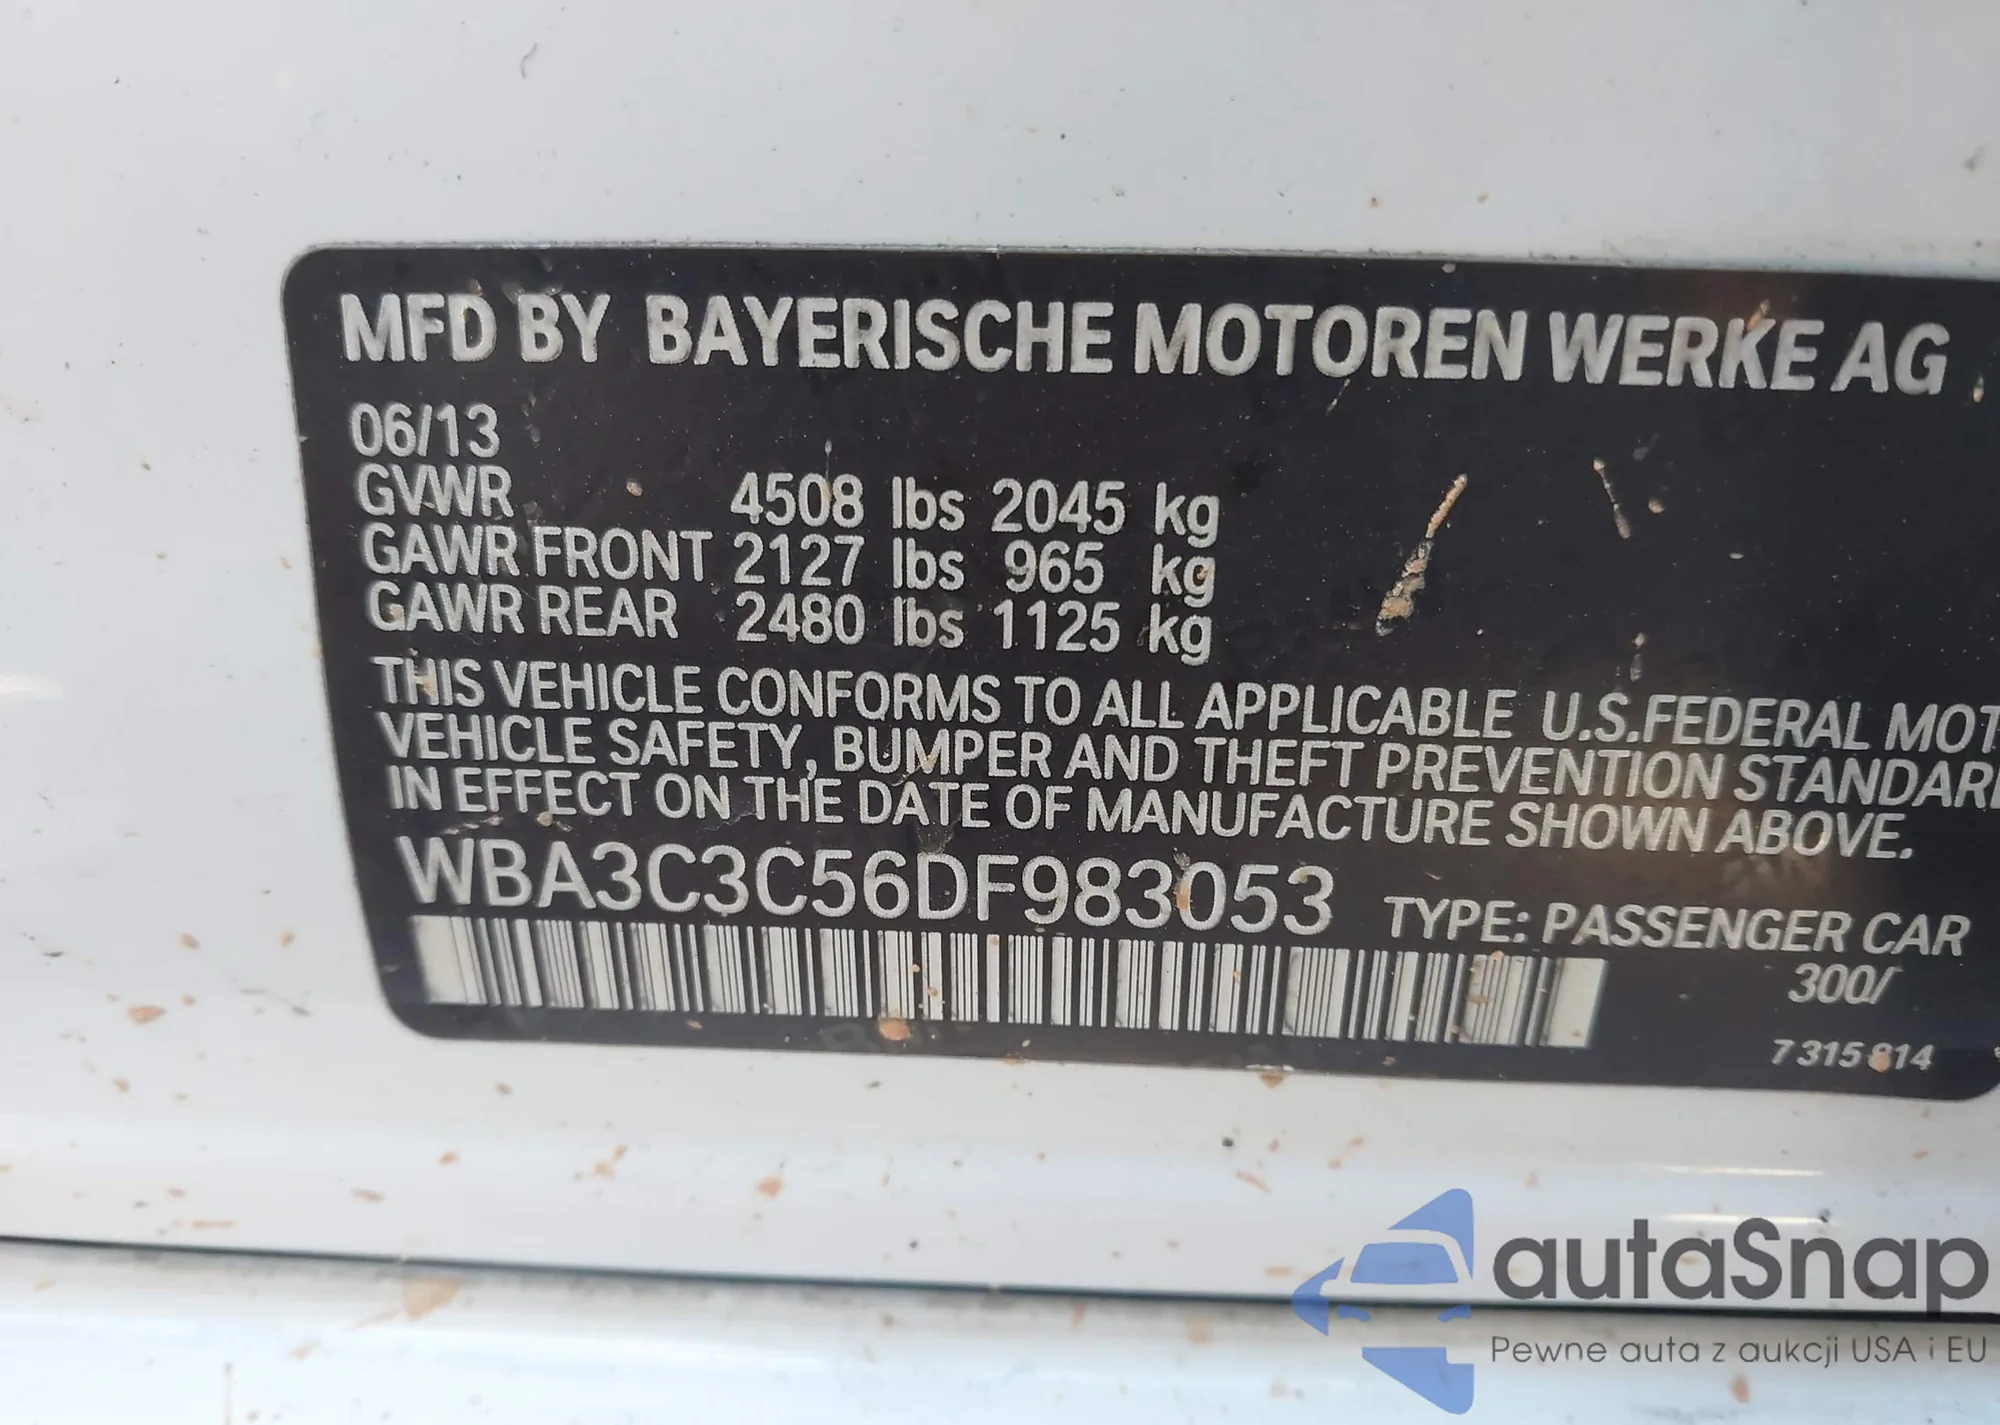 MFD BY BAYERISCHE MOTOREN WERKE AG
06/13
GVWR 4508 lbs 2045 kg
GAWR FRONT 2127 lbs 965 kg
GAWR REAR 2480 lbs 1125 kg
THIS VEHICLE CONFORMS TO ALL APPLICABLE U.S.FEDERAL MOT
VEHICLE SAFETY, BUMPER AND THEFT PREVENTION STANDAR
IN EFFECT ON THE DATE OF MANUFACTURE SHOWN ABOVE.
WBA3C3C56DF983053 TYPE: PASSENGER CAR
300/
7 315 814
autaSnap
Pewne auta z aukcji USA i EU